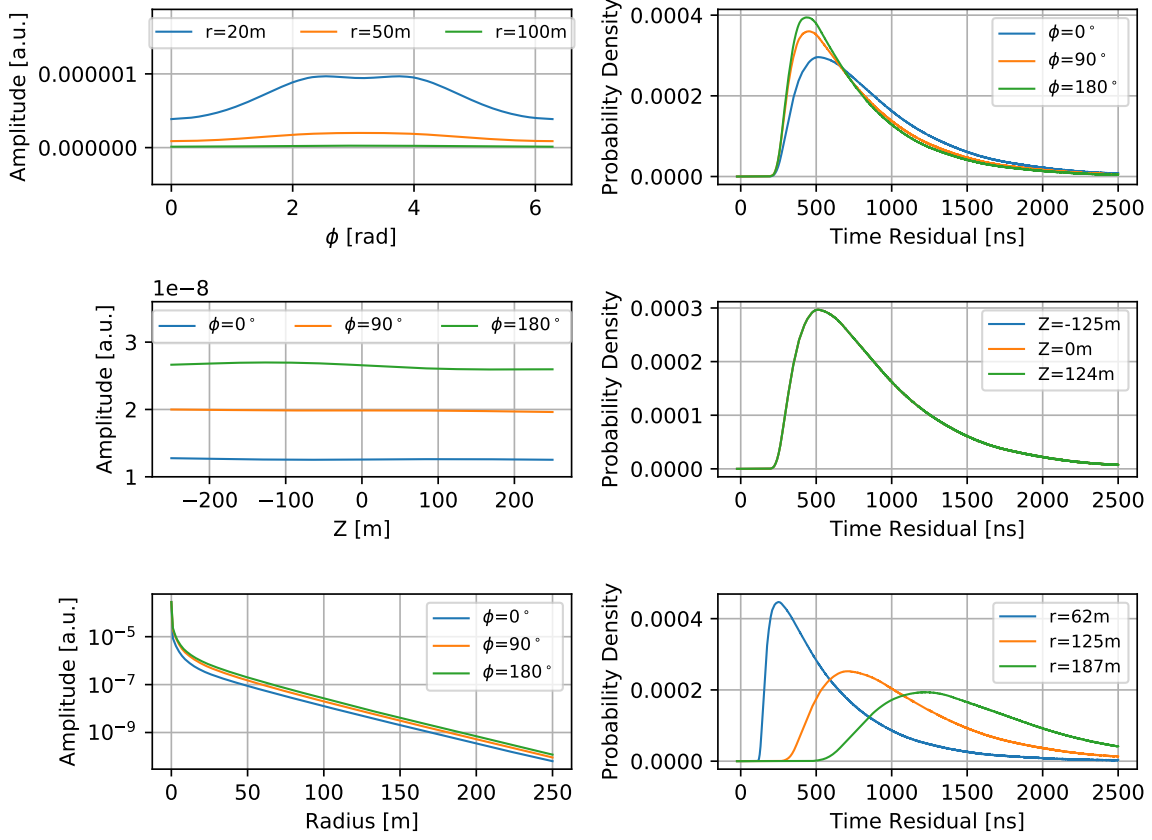 Amplitude [a.u.]
0.000001
0.000000
r=20m r=50m r=100m
0 2 4 6
ϕ [rad]
Probability Density
0.0004
0.0002
0.0000
ϕ=0°
ϕ=90°
ϕ=180°
0 500 1000 1500 2000 2500
Time Residual [ns]
1e−8
Amplitude [a.u.]
3
2
1
ϕ=0° ϕ=90° ϕ=180°
−200 −100 0 100 200
Z [m]
Probability Density
0.0003
0.0002
0.0001
0.0000
Z=-125m
Z=0m
Z=124m
0 500 1000 1500 2000 2500
Time Residual [ns]
Amplitude [a.u.]
10−5
10−7
10−9
ϕ=0°
ϕ=90°
ϕ=180°
0 50 100 150 200 250
Radius [m]
Probability Density
0.0004
0.0002
0.0000
r=62m
r=125m
r=187m
0 500 1000 1500 2000 2500
Time Residual [ns]